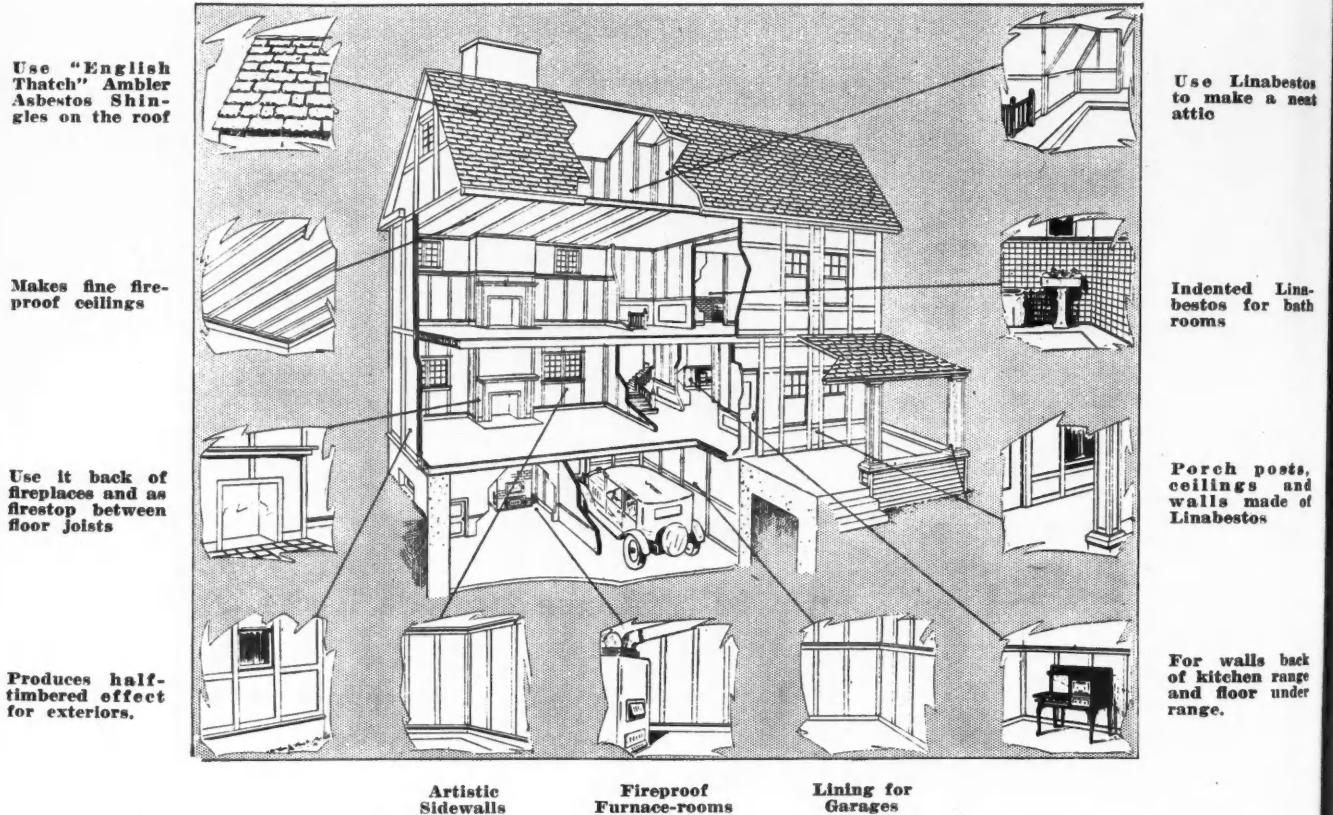 Use "English
Thatch" Ambler
Asbestos Shin-
gles on the roof
Makes fine fire-
proof ceilings
Use it back of
fireplaces and as
firestop between
floor joists
Produces half-
timbered effect
for exteriors.
Use Linabestos
to make a neat
attic
Indented Lina-
bestos for bath
rooms
Porch posts,
ceilings and
walls made of
Linabestos
For walls back
of kitchen range
and floor under
range.
Artistic
Sidewalls
Fireproof
Furnace-rooms
Lining for
Garages